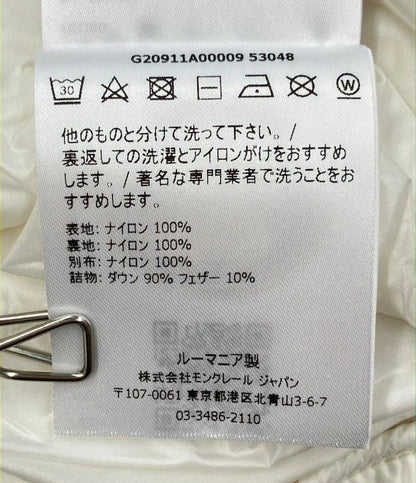 G20911A00009 53048
30
W
他のものと分けて洗って下さい。/
裏返しての洗濯とアイロンがけをおすすめ
します。/ 著名な専門業者で洗うことをお
すすめします。
表地: ナイロン 100%
裏地: ナイロン 100%
別布: ナイロン 100%
詰物: ダウン 90% フェザー 10%
ルーマニア製
株式会社モンクレール ジャパン
〒107-0061 東京都港区北青山3-6-7
03-3486-2110